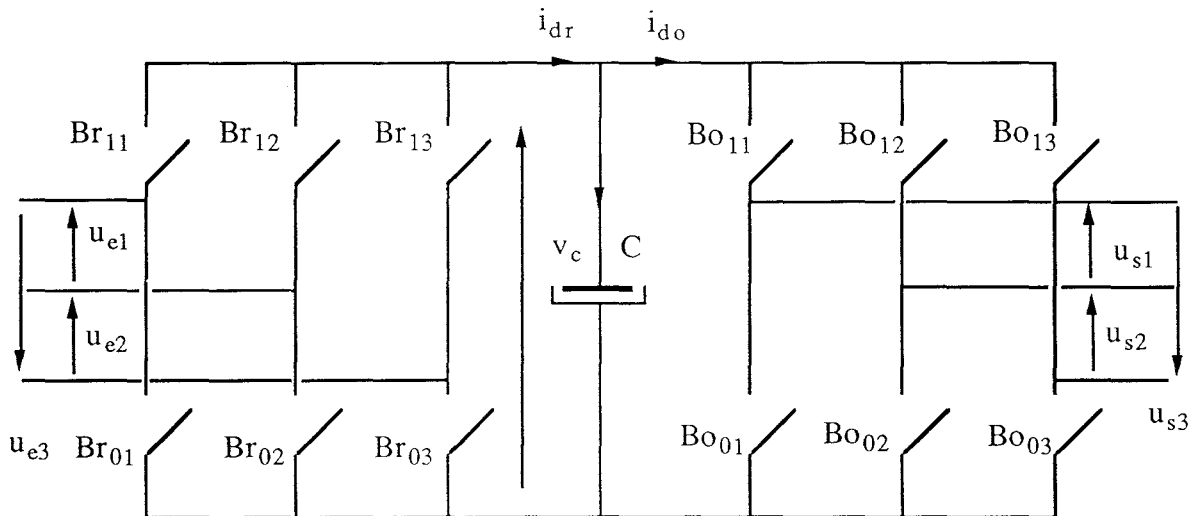 i_dr i_do
Br_11 Br_12 Br_13 Bo_11 Bo_12 Bo_13
u_e1 v_c C u_s1
u_e2 u_s2
u_e3 Br_01 Br_02 Br_03 Bo_01 Bo_02 Bo_03 u_s3